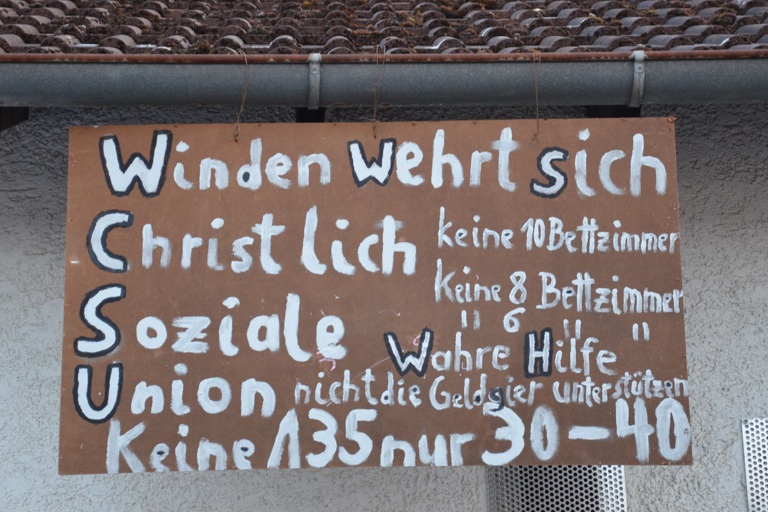 Winden wehrt sich
Christlich
keine 10 Bettzimmer
keine 8 Bettzimmer
" 6 " "
Soziale
Wahre Hilfe
Union nicht die Geldgier unterstützen
Keine 135 nur 30-40